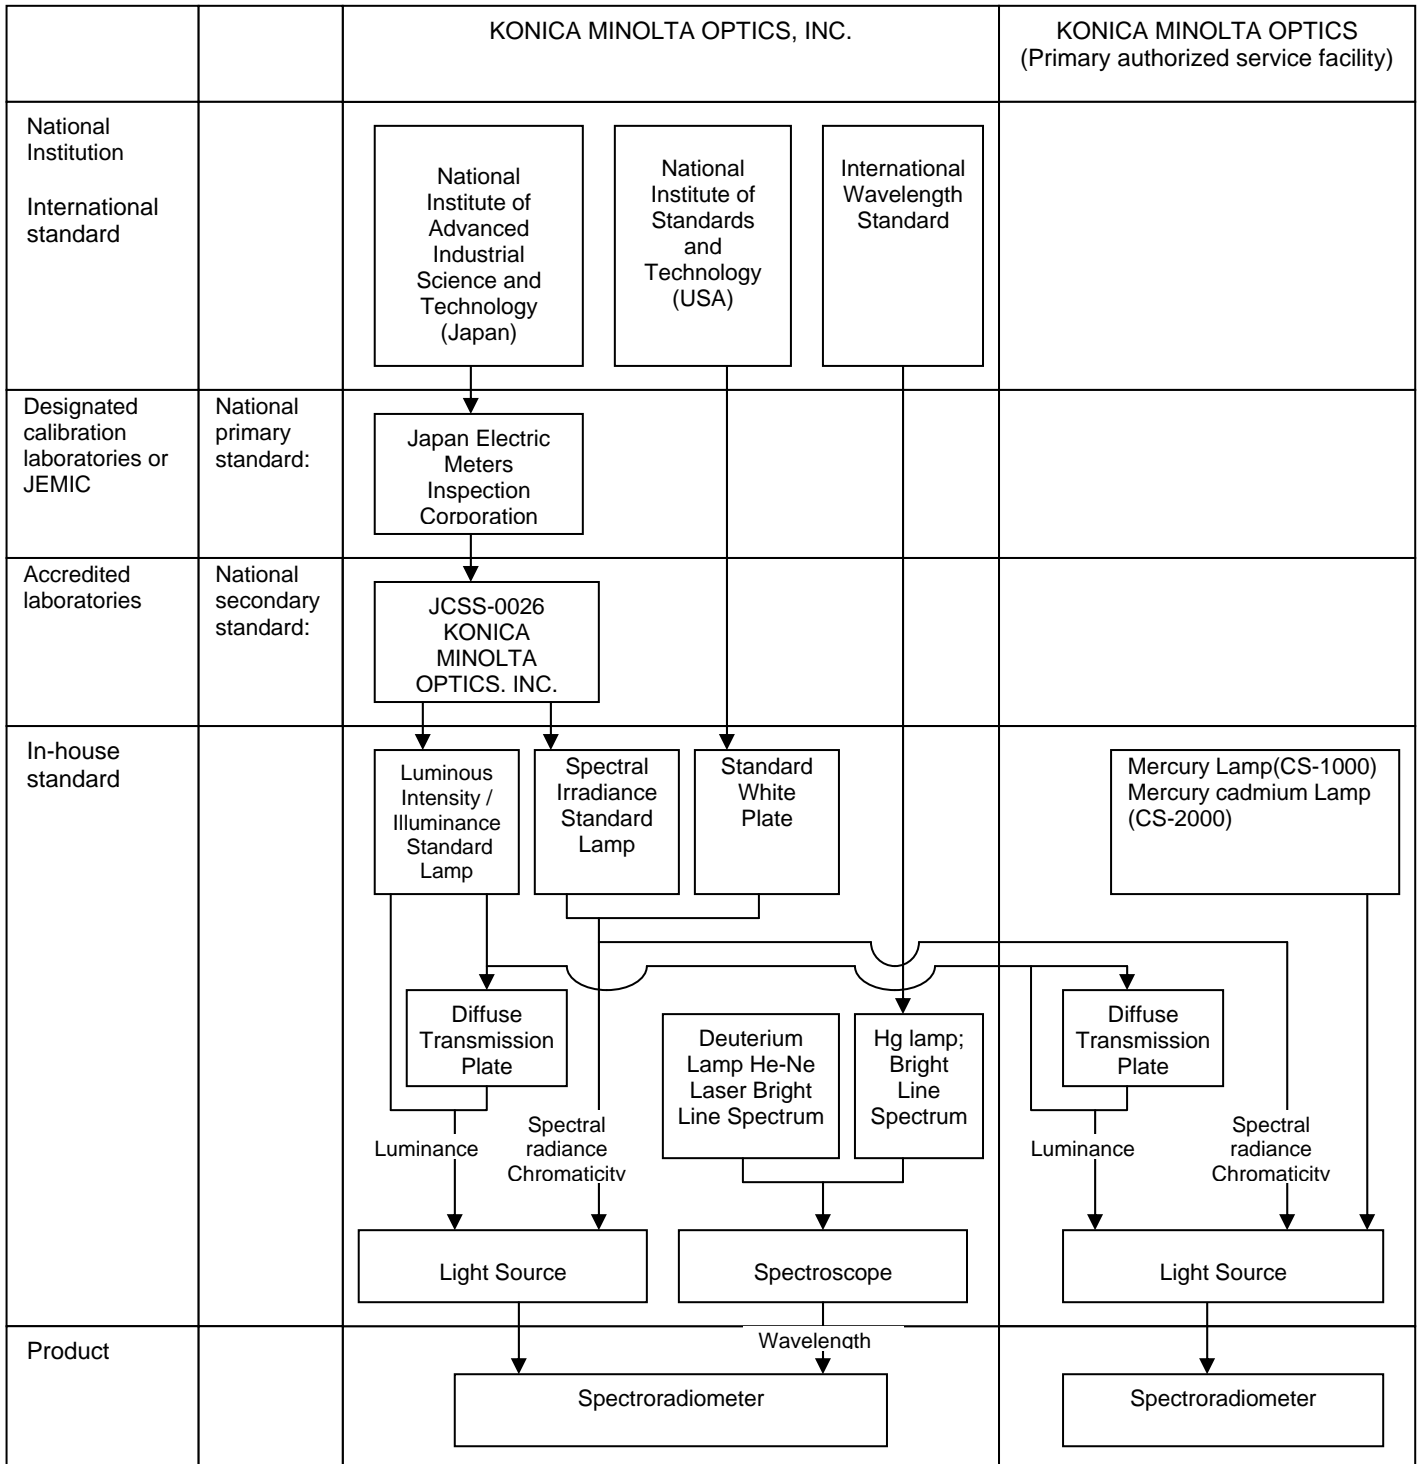 KONICA MINOLTA OPTICS, INC.
KONICA MINOLTA OPTICS
(Primary authorized service facility)
National
Institution
International
standard
National
Institute of
Advanced
Industrial
Science and
Technology
(Japan)
National
Institute of
Standards
and
Technology
(USA)
International
Wavelength
Standard
Designated
calibration
laboratories or
JEMIC
National
primary
standard:
Japan Electric
Meters
Inspection
Corporation
Accredited
laboratories
National
secondary
standard:
JCSS-0026
KONICA
MINOLTA
OPTICS. INC.
In-house
standard
Luminous
Intensity /
Illuminance
Standard
Lamp
Spectral
Irradiance
Standard
Lamp
Standard
White
Plate
Mercury Lamp(CS-1000)
Mercury cadmium Lamp
(CS-2000)
Diffuse
Transmission
Plate
Deuterium
Lamp He-Ne
Laser Bright
Line Spectrum
Hg lamp;
Bright
Line
Spectrum
Diffuse
Transmission
Plate
Luminance
Spectral
radiance
Chromaticity
Luminance
Spectral
radiance
Chromaticity
Light Source
Spectroscope
Light Source
Product
Wavelength
Spectroradiometer
Spectroradiometer